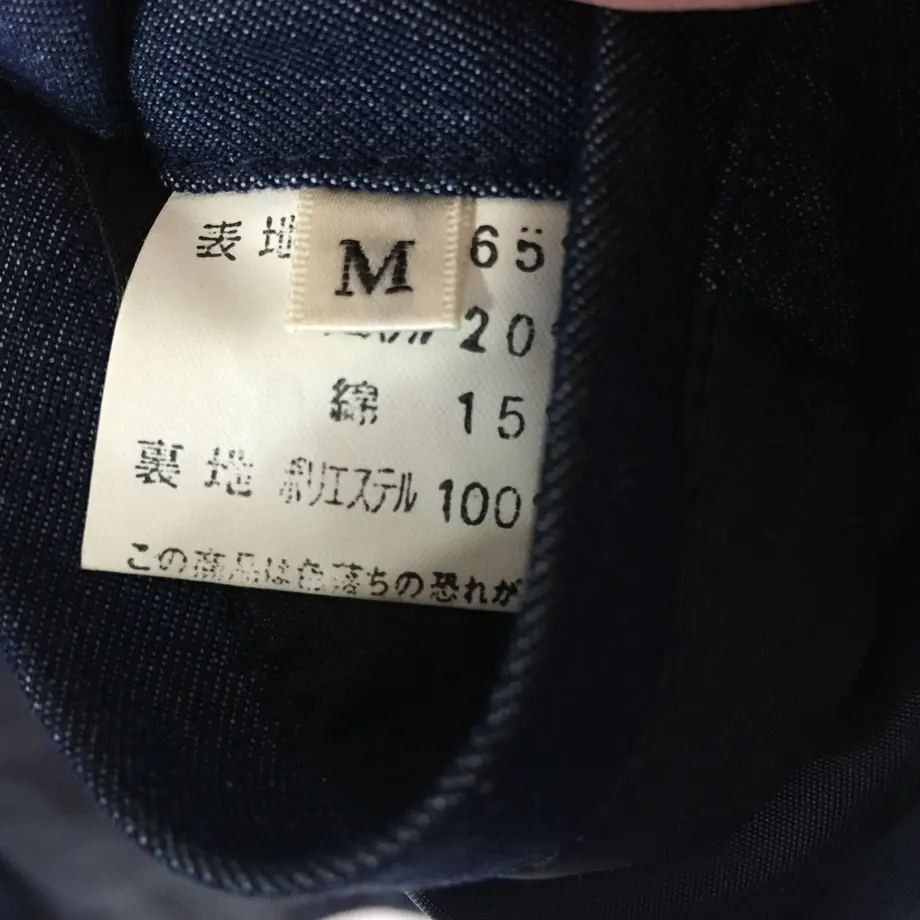 表地 65
M
20
綿 15
裏地 ポリエステル 100
この商品は色落ちの恐れが